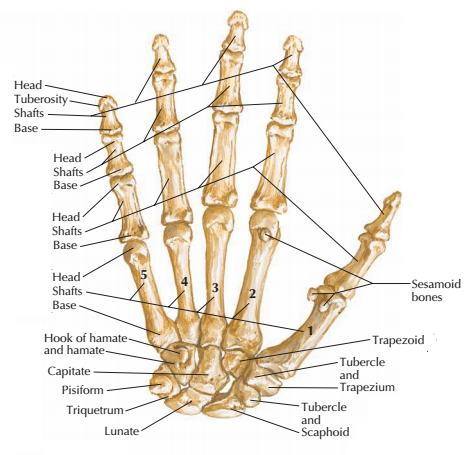 Head
Tuberosity
Shafts
Base
Head
Shafts
Base
Head
Shafts
Base
Head
Shafts
Base
5
4
3
2
1
Sesamoid
bones
Hook of hamate
and hamate
Capitate
Pisiform
Triquetrum
Lunate
Trapezoid
Tubercle
and
Trapezium
Tubercle
and
Scaphoid